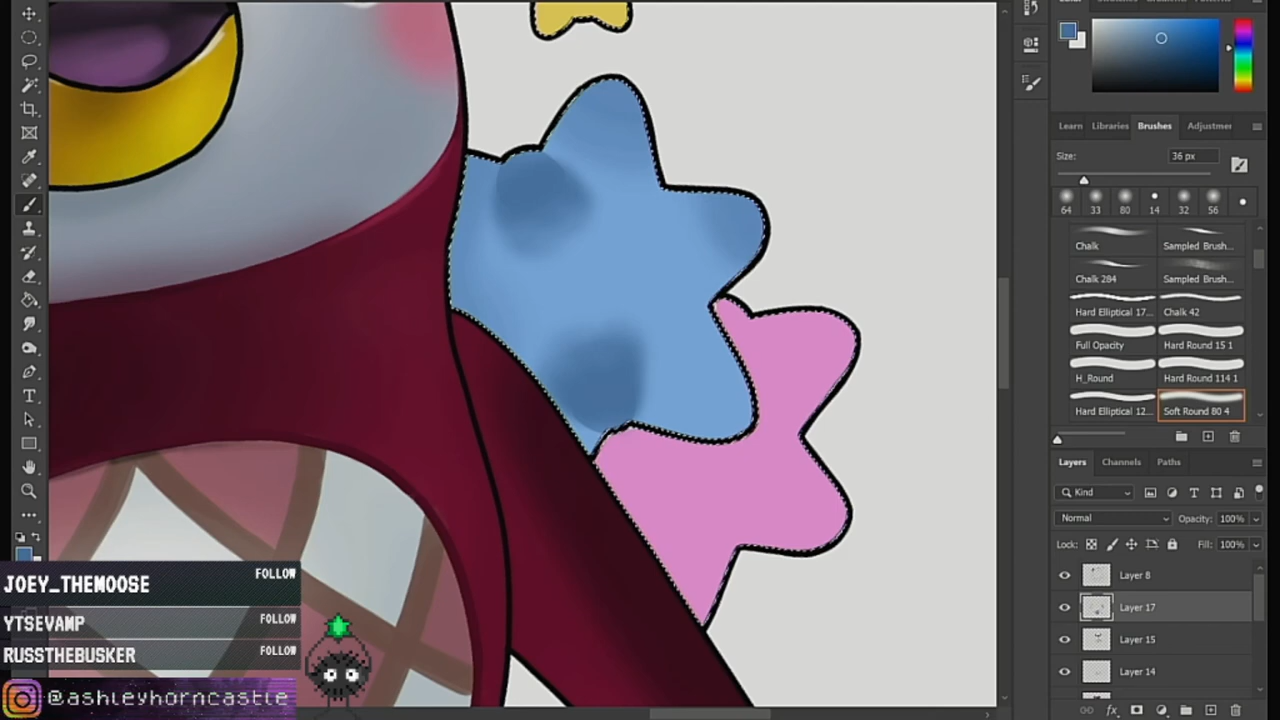 Learn Libraries Brushes Adjustmer
Size: 36 px
64 33 80 14 32 56
Chalk Sampled Brush...
Chalk 284 Sampled Brush...
Hard Elliptical 17... Chalk 42
Full Opacity Hard Round 15 1
H_Round Hard Round 114 1
Hard Elliptical 12... Soft Round 80 4
Layers Channels Paths
Kind
Normal Opacity: 100%
Lock: Fill: 100%
Layer 8
Layer 17
Layer 15
Layer 14
JOEY_THEMOOSE FOLLOW
YTSEVAMP FOLLOW
RUSSTHEBUSKER FOLLOW
@ashleyhorncastle